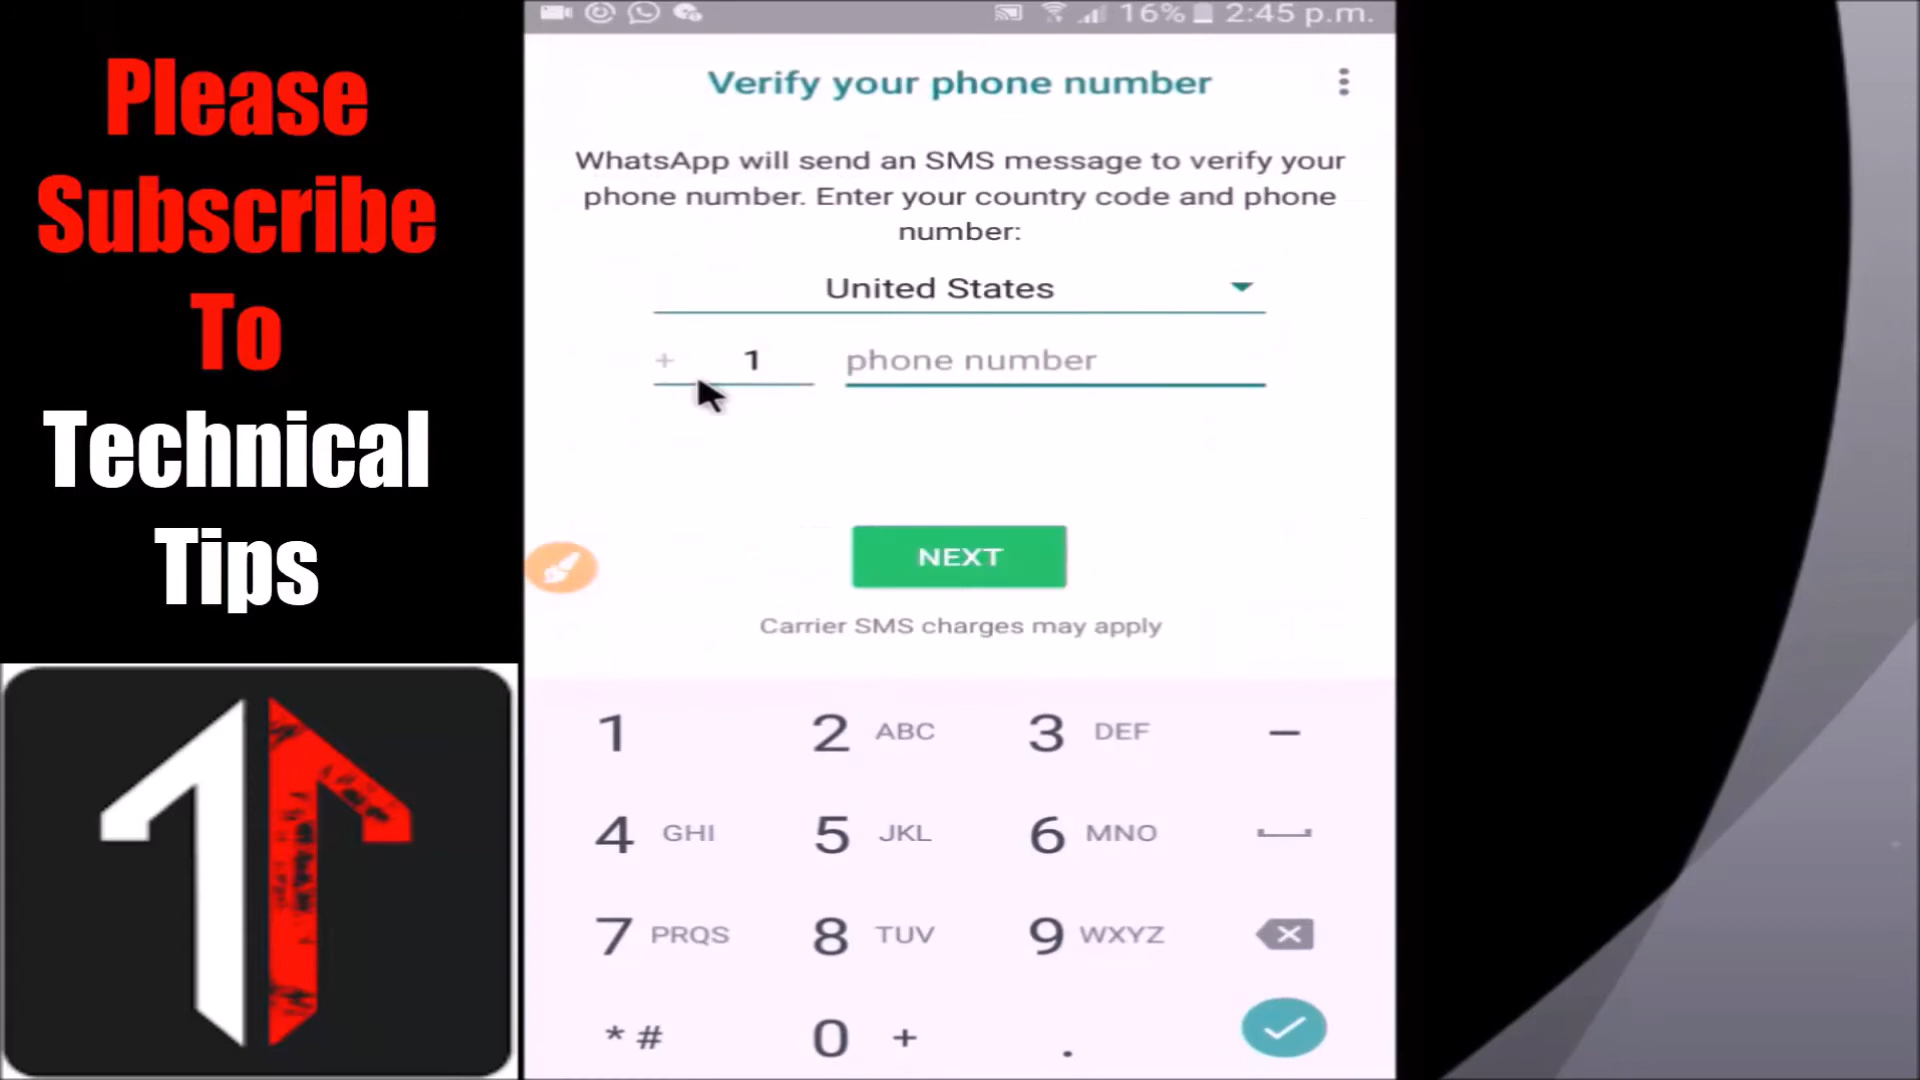 Please
Subscribe
To
Technical
Tips
16% 2:45 p.m.
Verify your phone number
WhatsApp will send an SMS message to verify your
phone number. Enter your country code and phone
number:
United States
+ 1 phone number
NEXT
Carrier SMS charges may apply
1 2 ABC 3 DEF -
4 GHI 5 JKL 6 MNO
7 PRQS 8 TUV 9 WXYZ
* # 0 + .